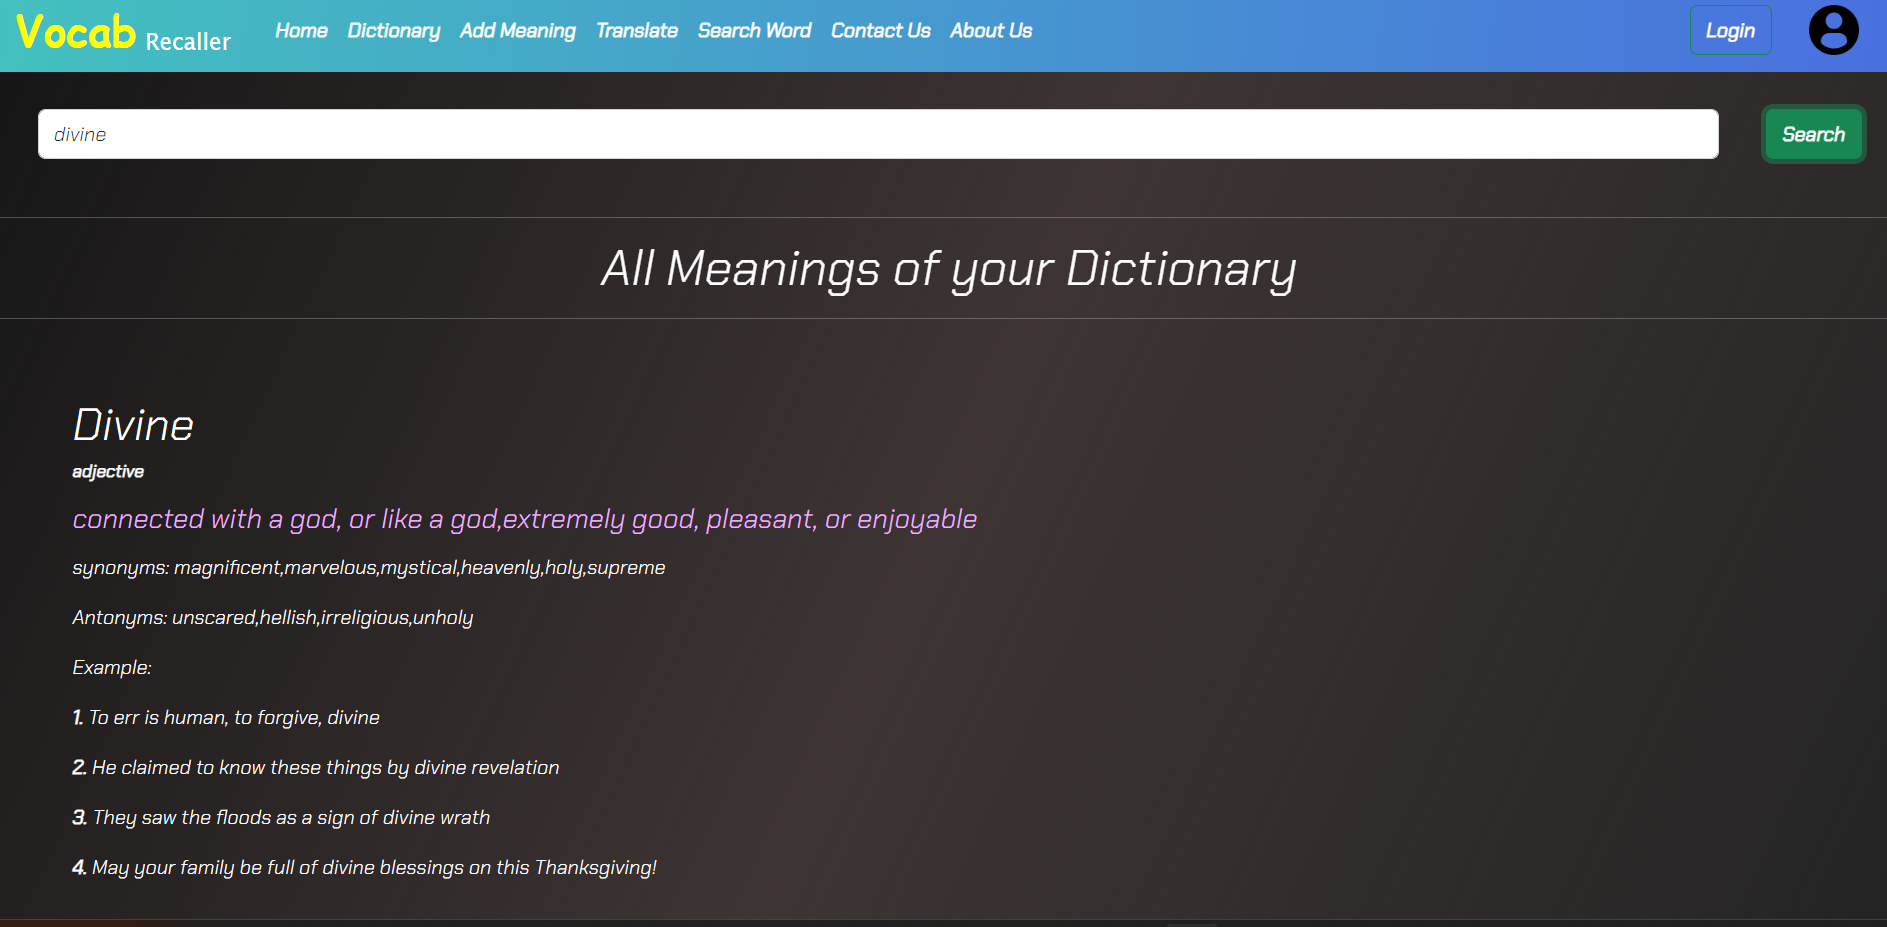 Vocab Recaller Home Dictionary Add Meaning Translate Search Word Contact Us About Us Login
divine Search
All Meanings of your Dictionary
Divine
adjective
connected with a god, or like a god,extremely good, pleasant, or enjoyable
synonyms: magnificent,marvelous,mystical,heavenly,holy,supreme
Antonyms: unscared,hellish,irreligious,unholy
Example:
1. To err is human, to forgive, divine
2. He claimed to know these things by divine revelation
3. They saw the floods as a sign of divine wrath
4. May your family be full of divine blessings on this Thanksgiving!